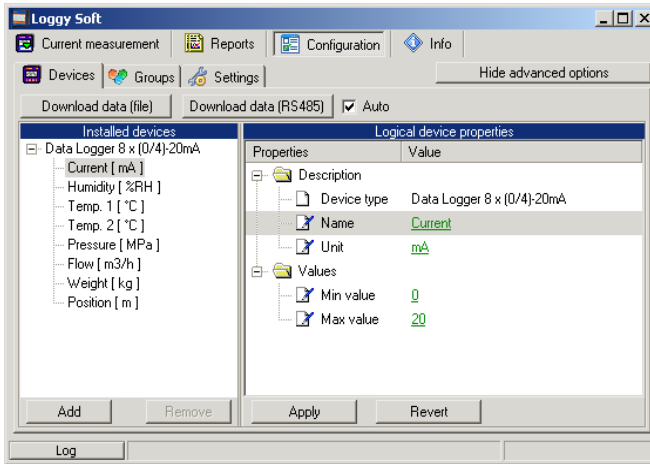 Loggy Soft
Current measurement Reports Configuration Info
Devices Groups Settings Hide advanced options
Download data (file) Download data (RS485) Auto
Installed devices
Data Logger 8 x (0/4)-20mA
Current [ mA ]
Humidity [ %RH ]
Temp. 1 [ °C ]
Temp. 2 [ °C ]
Pressure [ MPa ]
Flow [ m3/h ]
Weight [ kg ]
Position [ m ]
Add Remove
Logical device properties
Properties Value
Description
Device type Data Logger 8 x (0/4)-20mA
Name Current
Unit mA
Values
Min value 0
Max value 20
Apply Revert
Log